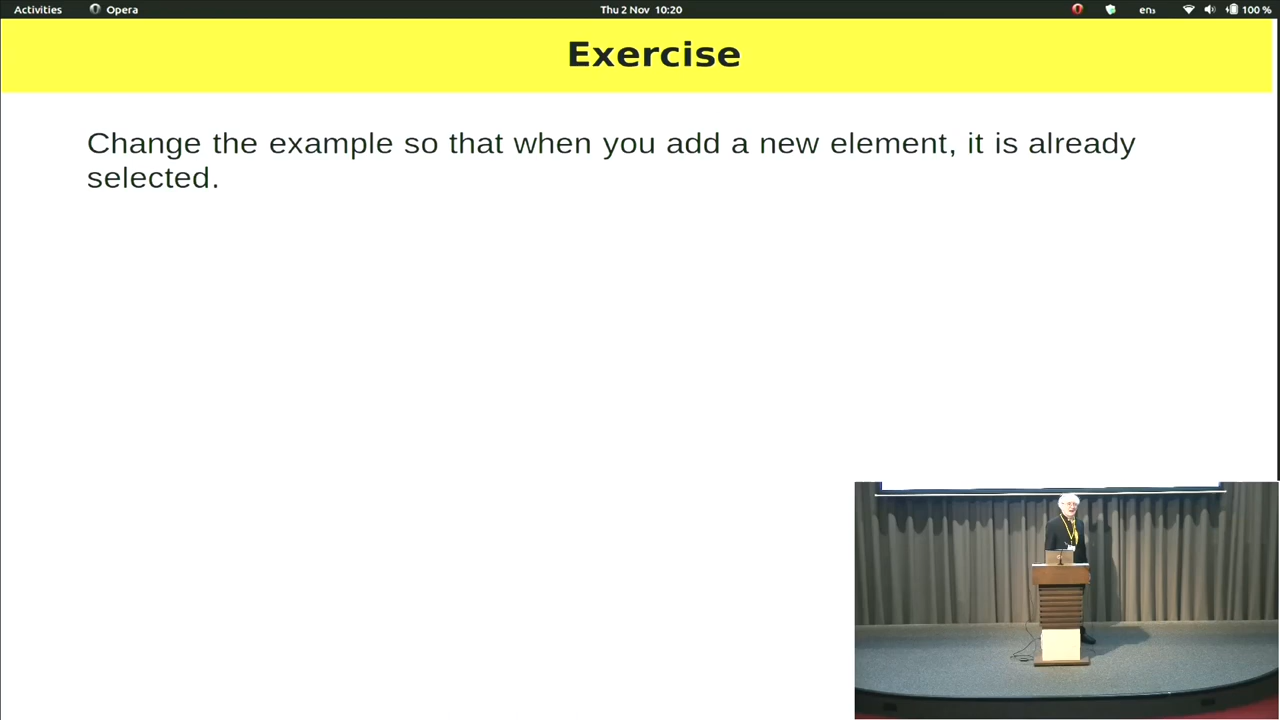 Activities Opera Thu 2 Nov 10:20 en₃ 100 %
Exercise
Change the example so that when you add a new element, it is already
selected.